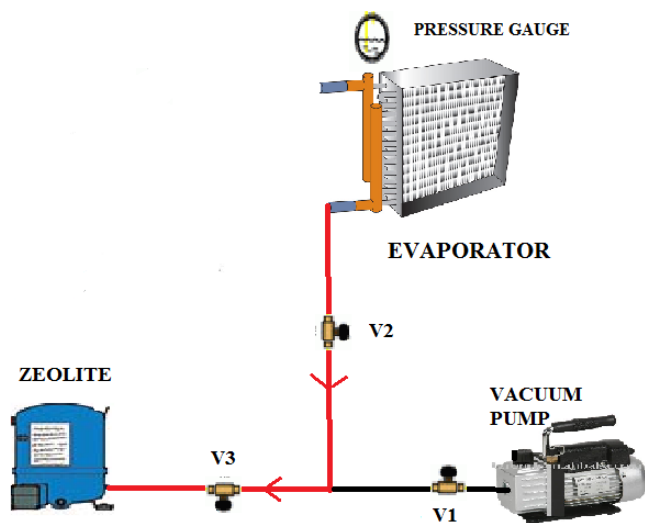 PRESSURE GAUGE
EVAPORATOR
V2
ZEOLITE
VACUUM
PUMP
V3
V1